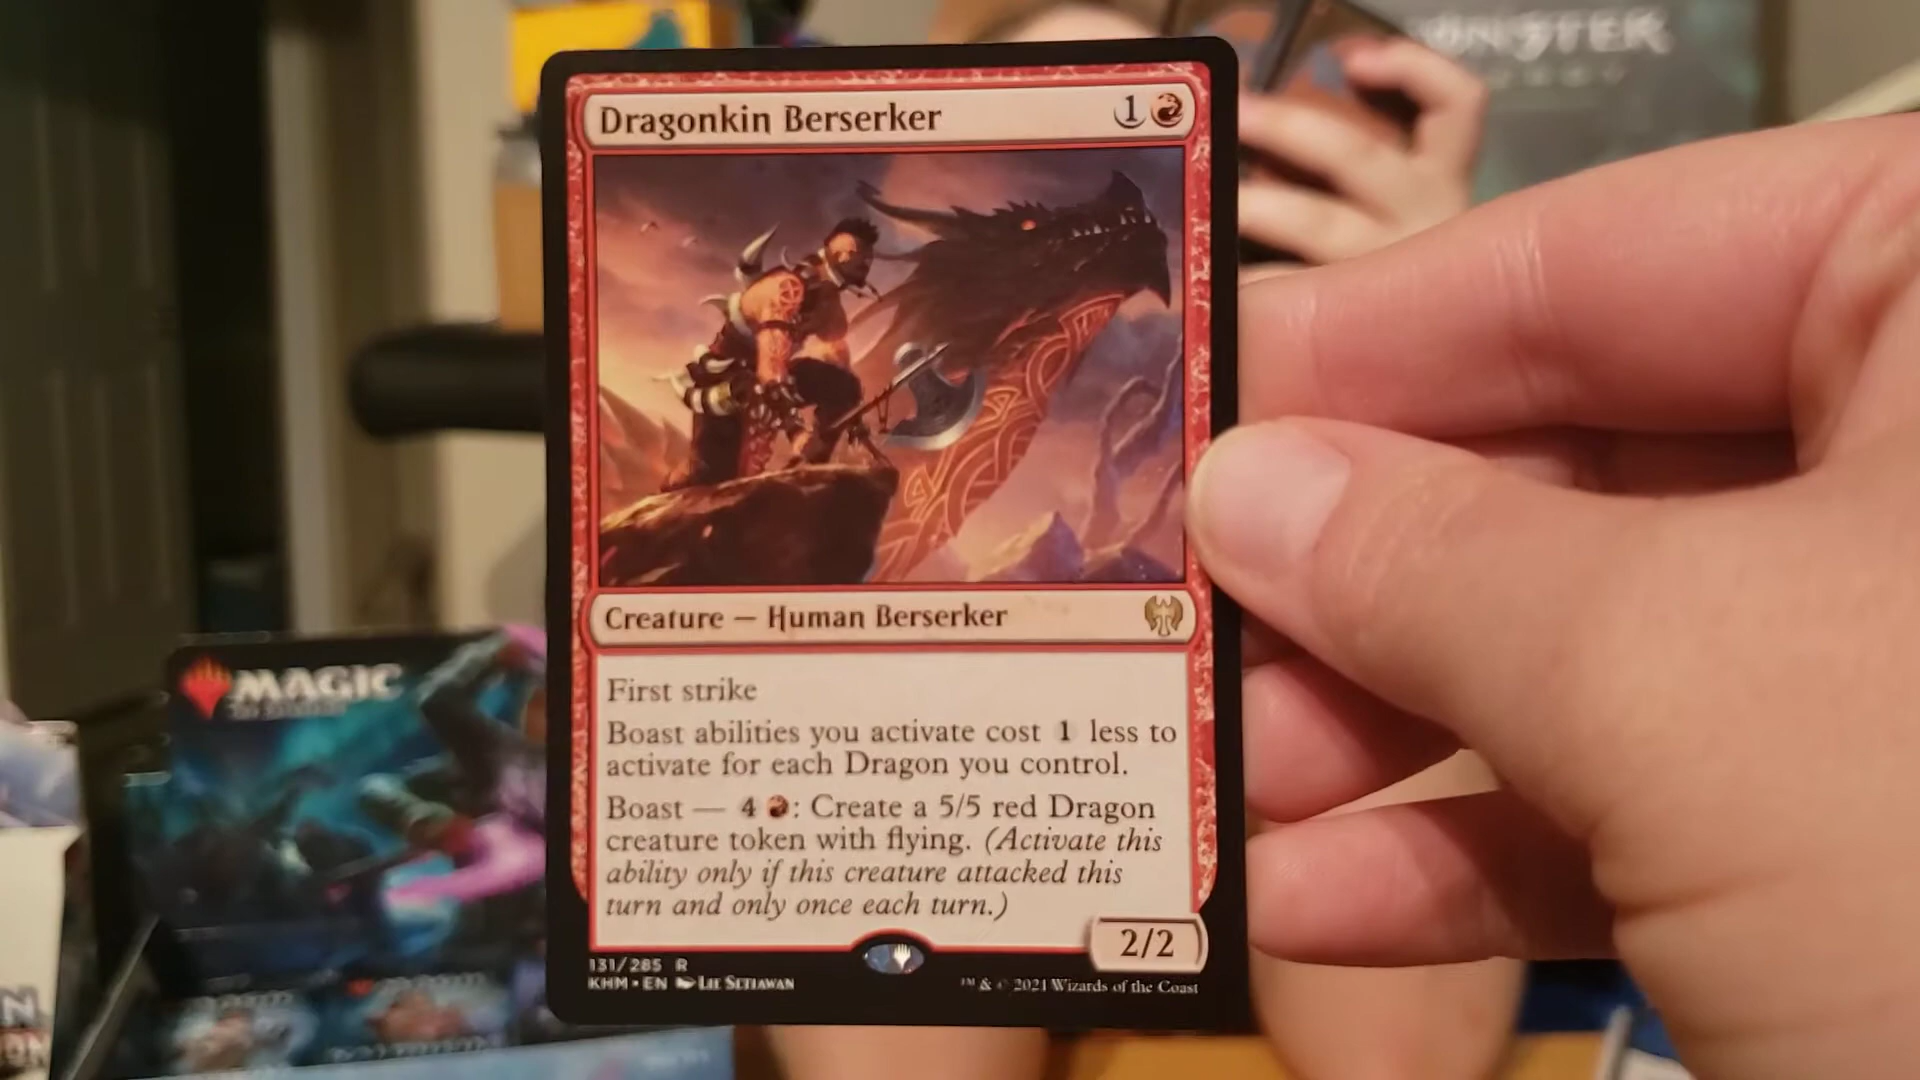 MONSTER
Dragonkin Berserker 1
Creature — Human Berserker
First strike
Boast abilities you activate cost 1 less to
activate for each Dragon you control.
Boast — 4 : Create a 5/5 red Dragon
creature token with flying. (Activate this
ability only if this creature attacked this
turn and only once each turn.)
2/2
131/285 R
KHM • EN LIE SETIAWAN
™ & © 2021 Wizards of the Coast
MAGIC